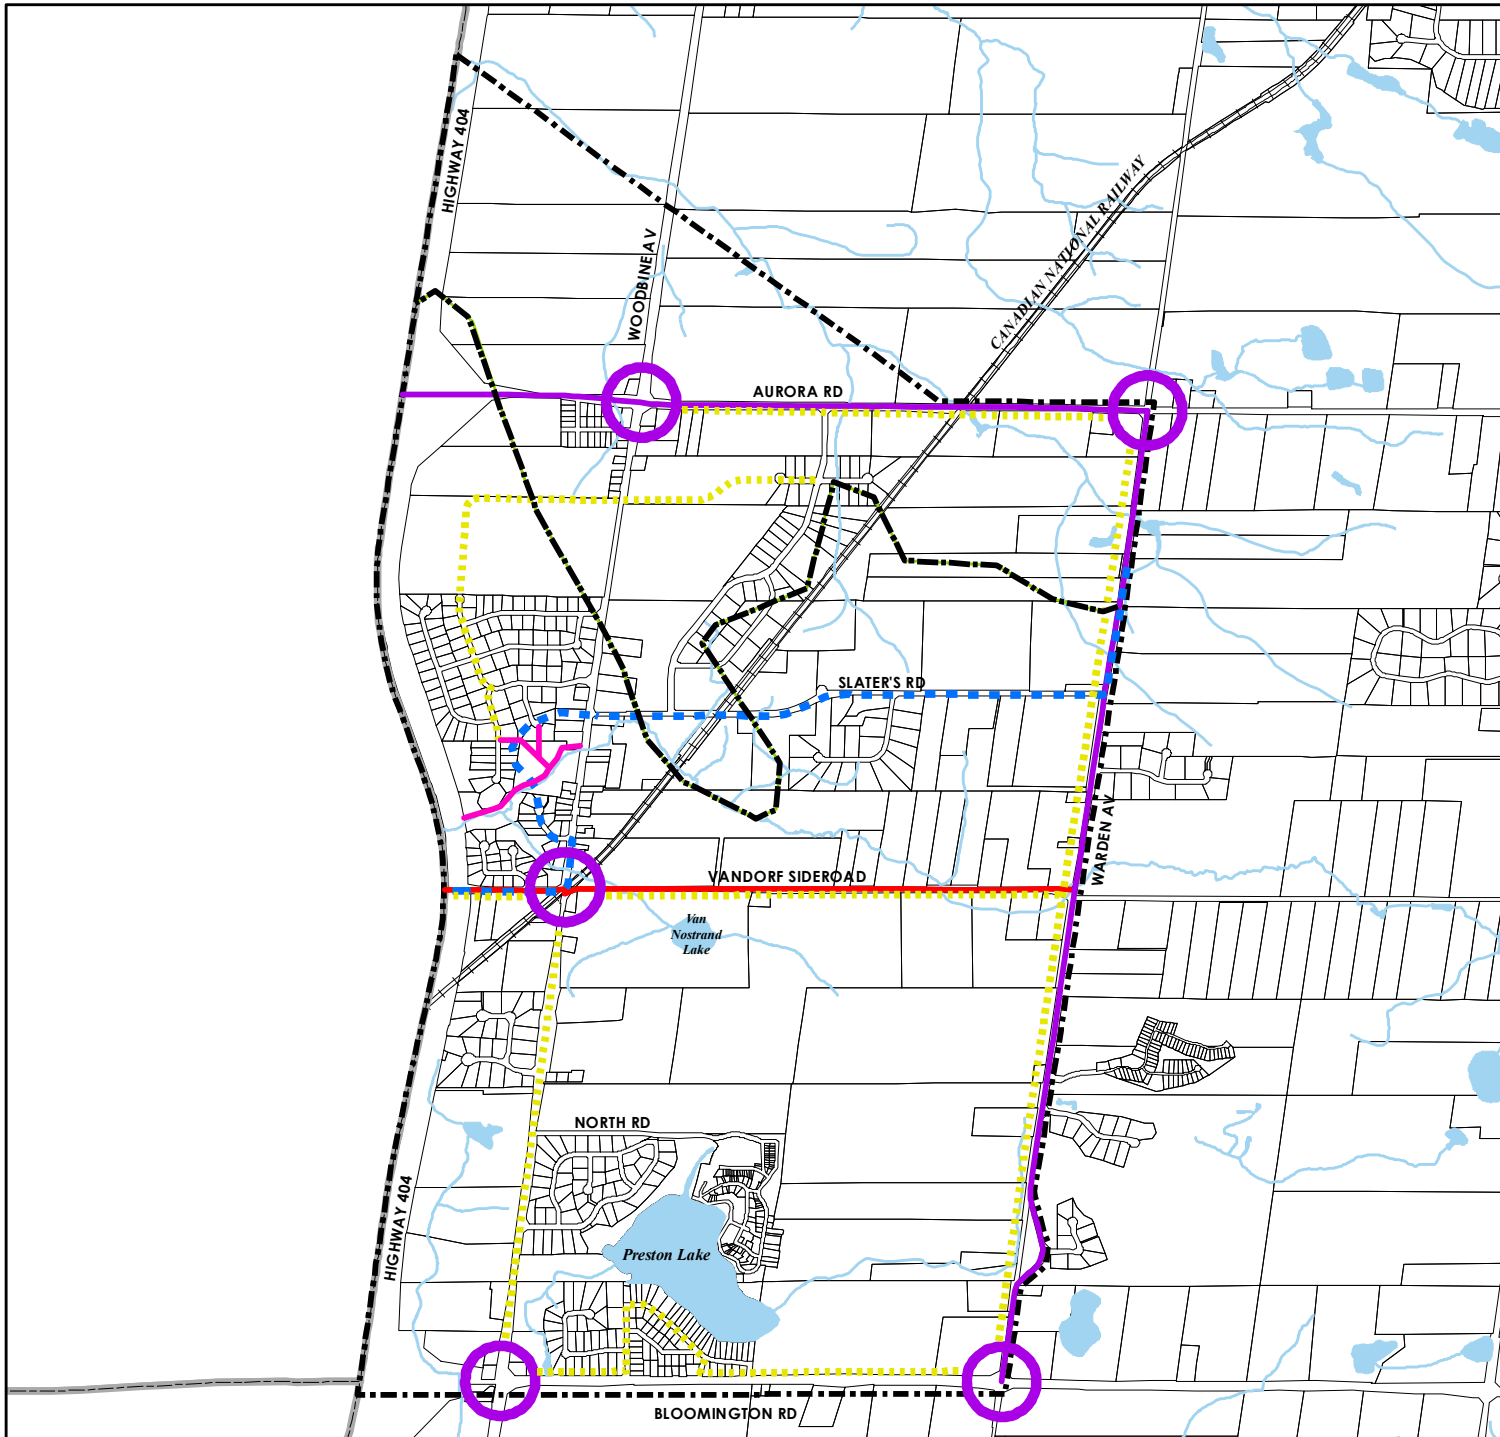 HIGHWAY 404
CANADIAN NATIONAL RAILWAY
WOODBINE AV
AURORA RD
SLATER'S RD
WARDEN AV
VANDORF SIDEROAD
Van
Nostrand
Lake
NORTH RD
HIGHWAY 404
Preston Lake
BLOOMINGTON RD